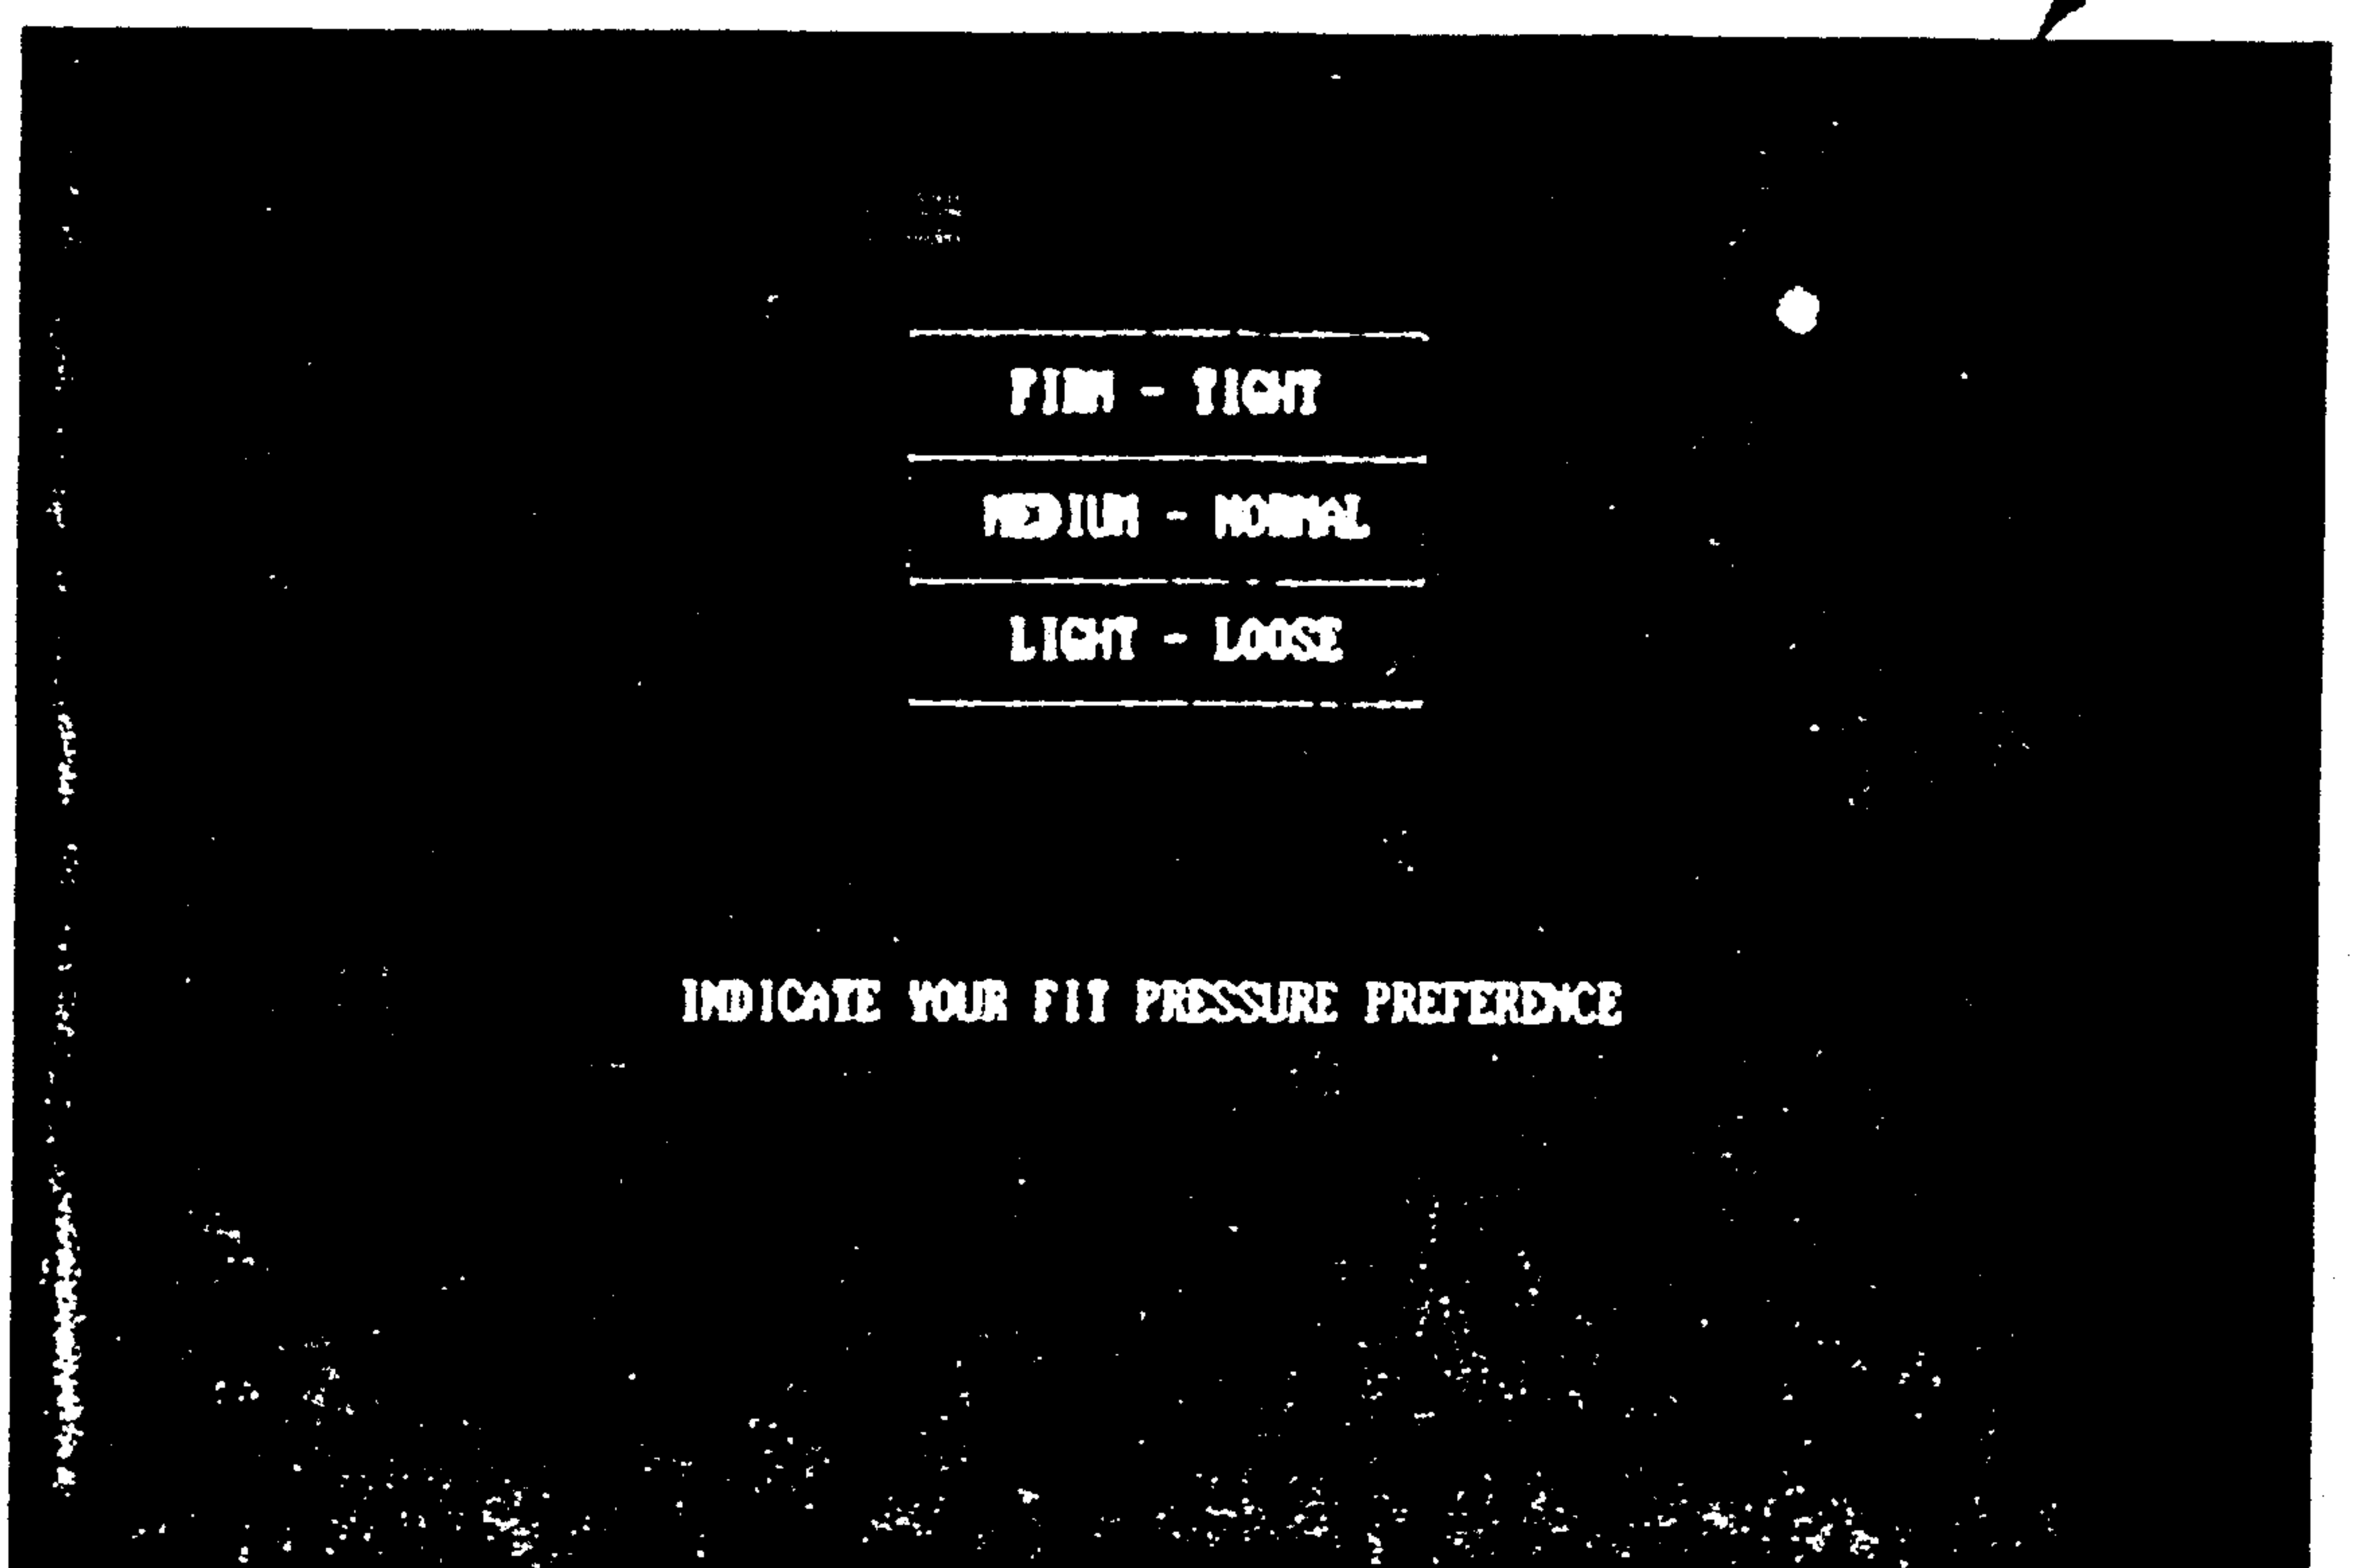 FIRM - TIGHT
MEDIUM - NORMAL
LIGHT - LOOSE
INDICATE YOUR FIT PRESSURE PREFERENCE